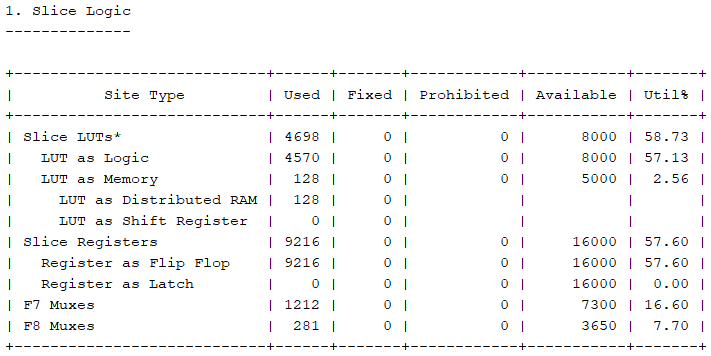 1. Slice Logic
--------------

+----------------------------+------+-------+------------+-----------+-------+
|          Site Type         | Used | Fixed | Prohibited | Available | Util% |
+----------------------------+------+-------+------------+-----------+-------+
| Slice LUTs*                | 4698 |     0 |          0 |      8000 | 58.73 |
|   LUT as Logic             | 4570 |     0 |          0 |      8000 | 57.13 |
|   LUT as Memory            |  128 |     0 |          0 |      5000 |  2.56 |
|     LUT as Distributed RAM |  128 |     0 |            |           |       |
|     LUT as Shift Register  |    0 |     0 |            |           |       |
| Slice Registers            | 9216 |     0 |          0 |     16000 | 57.60 |
|   Register as Flip Flop    | 9216 |     0 |          0 |     16000 | 57.60 |
|   Register as Latch        |    0 |     0 |          0 |     16000 |  0.00 |
| F7 Muxes                   | 1212 |     0 |          0 |      7300 | 16.60 |
| F8 Muxes                   |  281 |     0 |          0 |      3650 |  7.70 |
+----------------------------+------+-------+------------+-----------+-------+